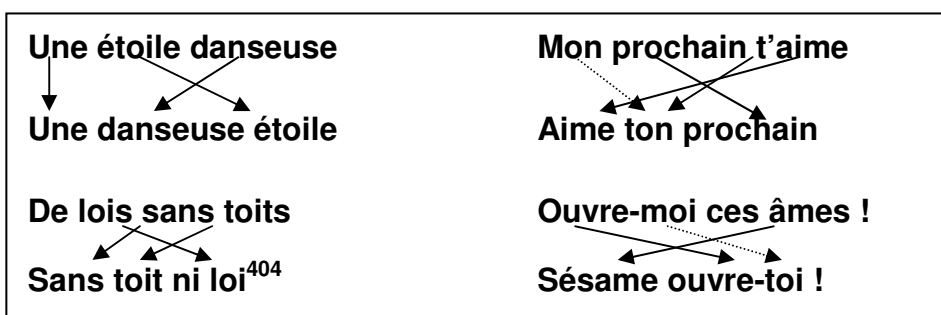 Une étoile danseuse
Une danseuse étoile
De lois sans toits
Sans toit ni loi404
Mon prochain t’aime
Aime ton prochain
Ouvre-moi ces âmes !
Sésame ouvre-toi !